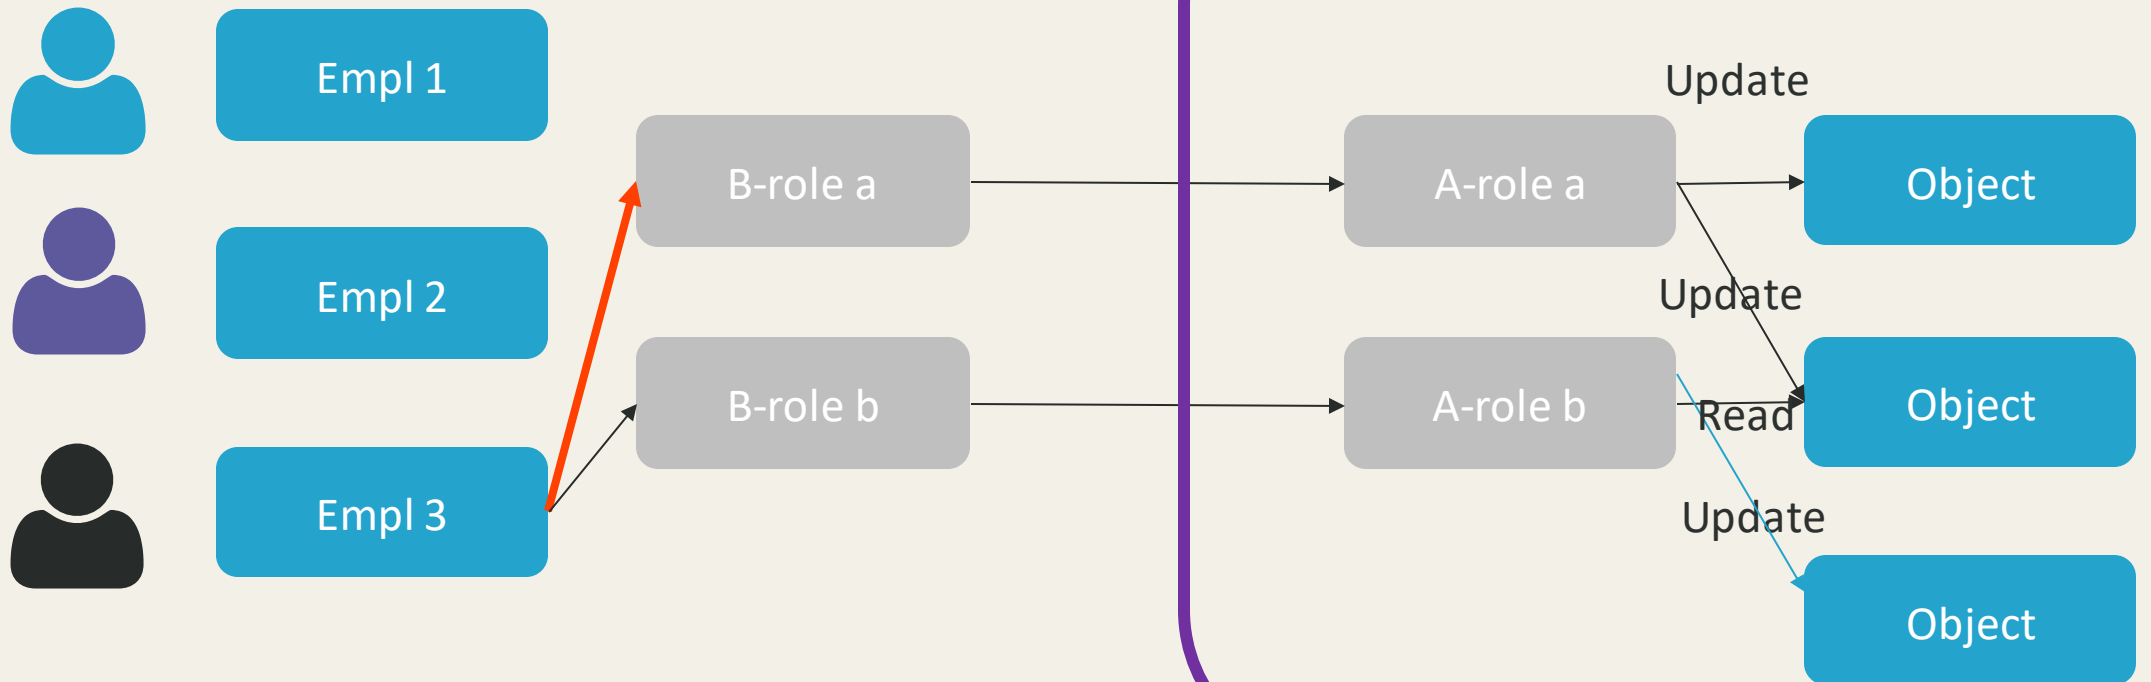 Empl 1
Update
B-role a
A-role a
Object
Empl 2
Update
B-role b
A-role b
Read
Object
Empl 3
Update
Object